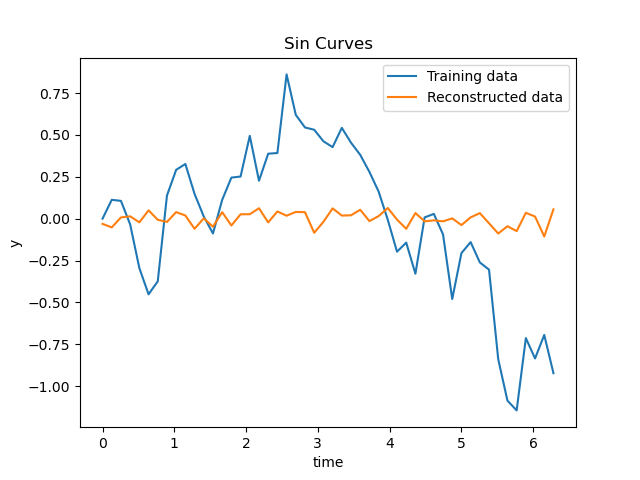 Sin Curves
Training data
Reconstructed data
y
0.75
0.50
0.25
0.00
−0.25
−0.50
−0.75
−1.00
0 1 2 3 4 5 6
time